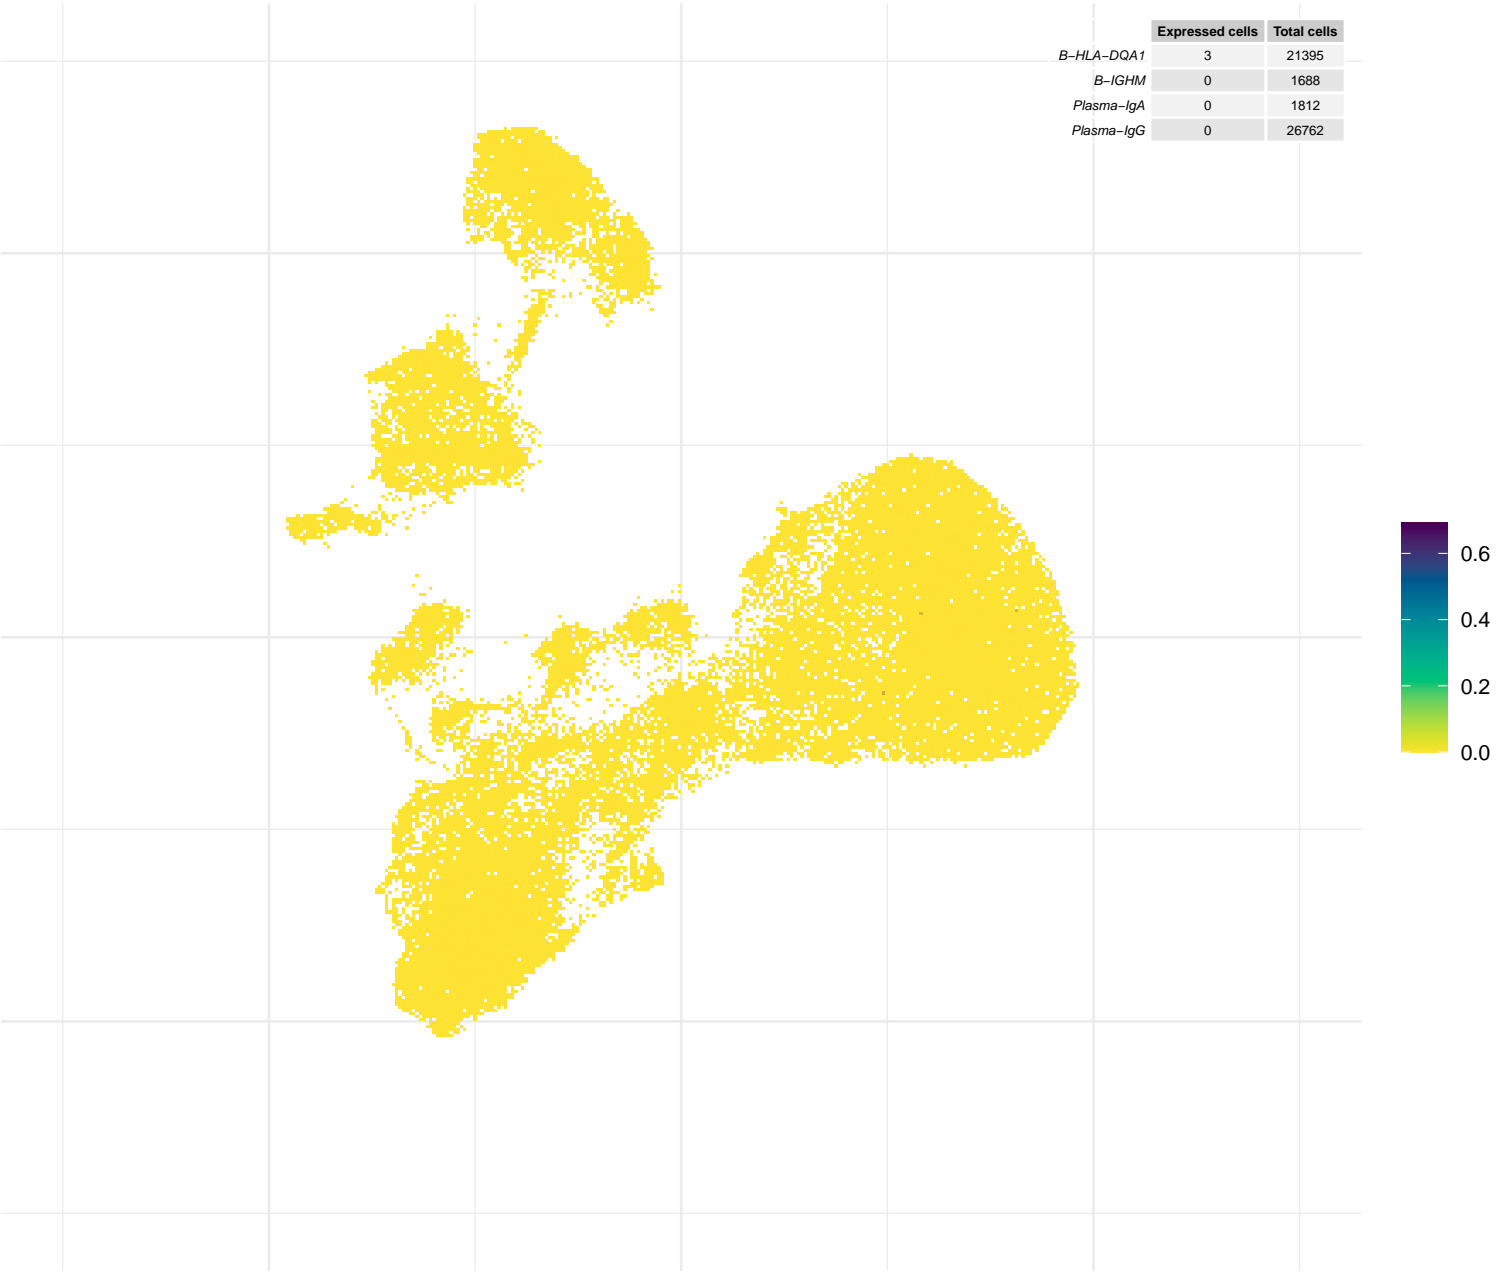 Expressed cells Total cells
B−HLA−DQA1 3 21395
B−IGHM 0 1688
Plasma−IgA 0 1812
Plasma−IgG 0 26762
0.6
0.4
0.2
0.0